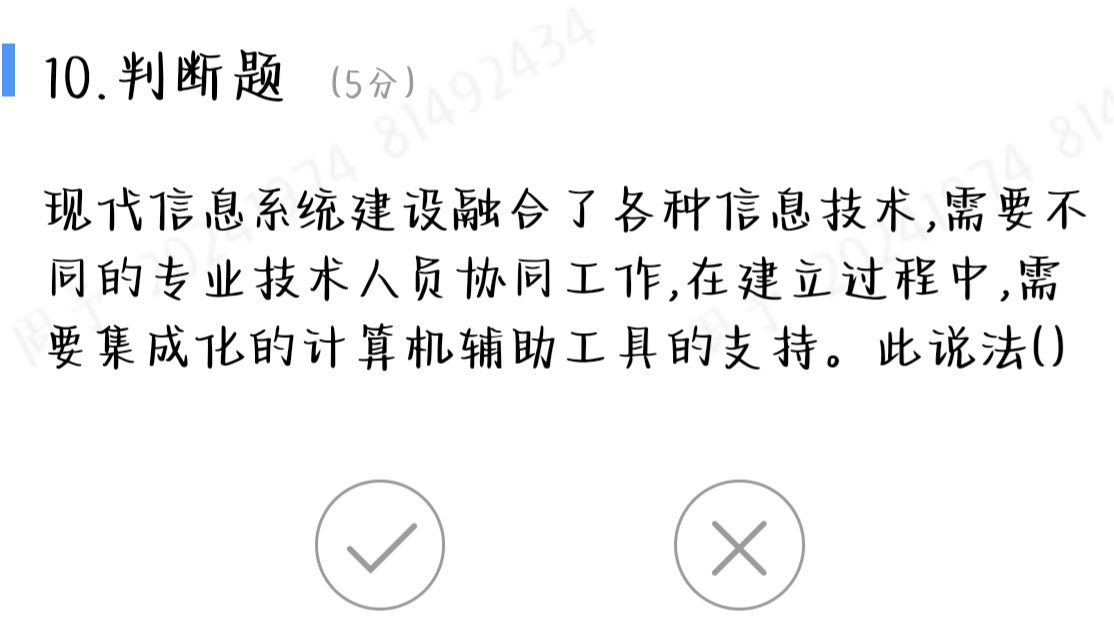 10.判断题 (5分)
现代信息系统建设融合了各种信息技术,需要不
同的专业技术人员协同工作,在建立过程中,需
要集成化的计算机辅助工具的支持。此说法()
81492434